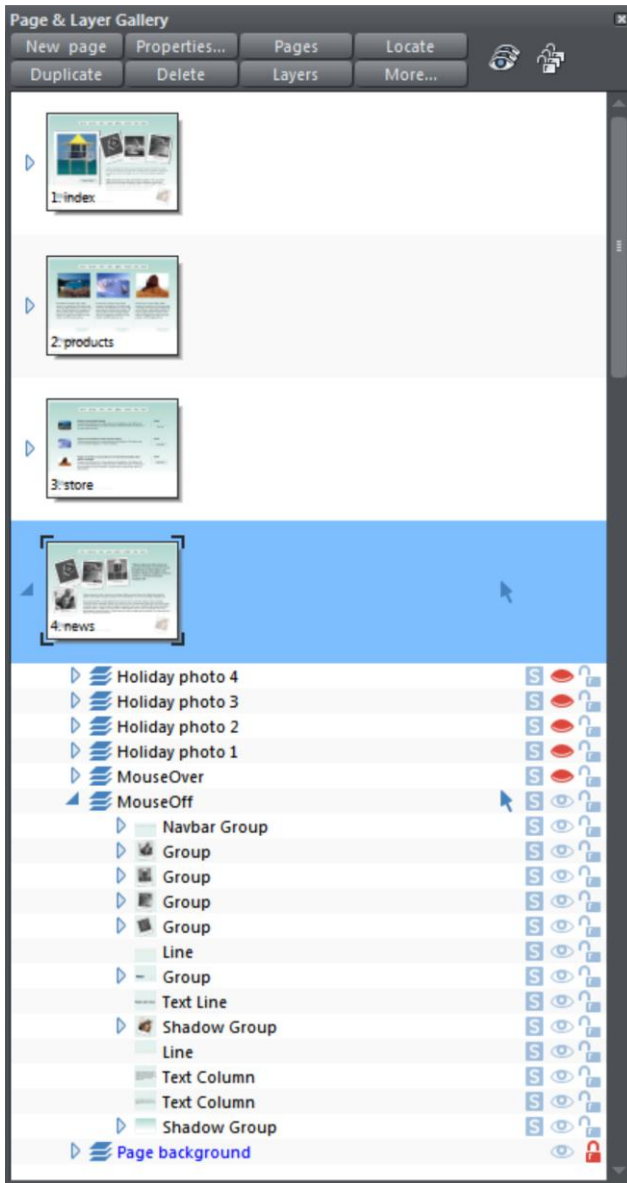 Page & Layer Gallery
New page Properties... Pages Locate
Duplicate Delete Layers More...
1: index
2: products
3: store
4: news
Holiday photo 4 S
Holiday photo 3 S
Holiday photo 2 S
Holiday photo 1 S
MouseOver S
MouseOff S
Navbar Group S
Group S
Group S
Group S
Group S
Line S
Group S
Text Line S
Shadow Group S
Line S
Text Column S
Text Column S
Shadow Group S
Page background